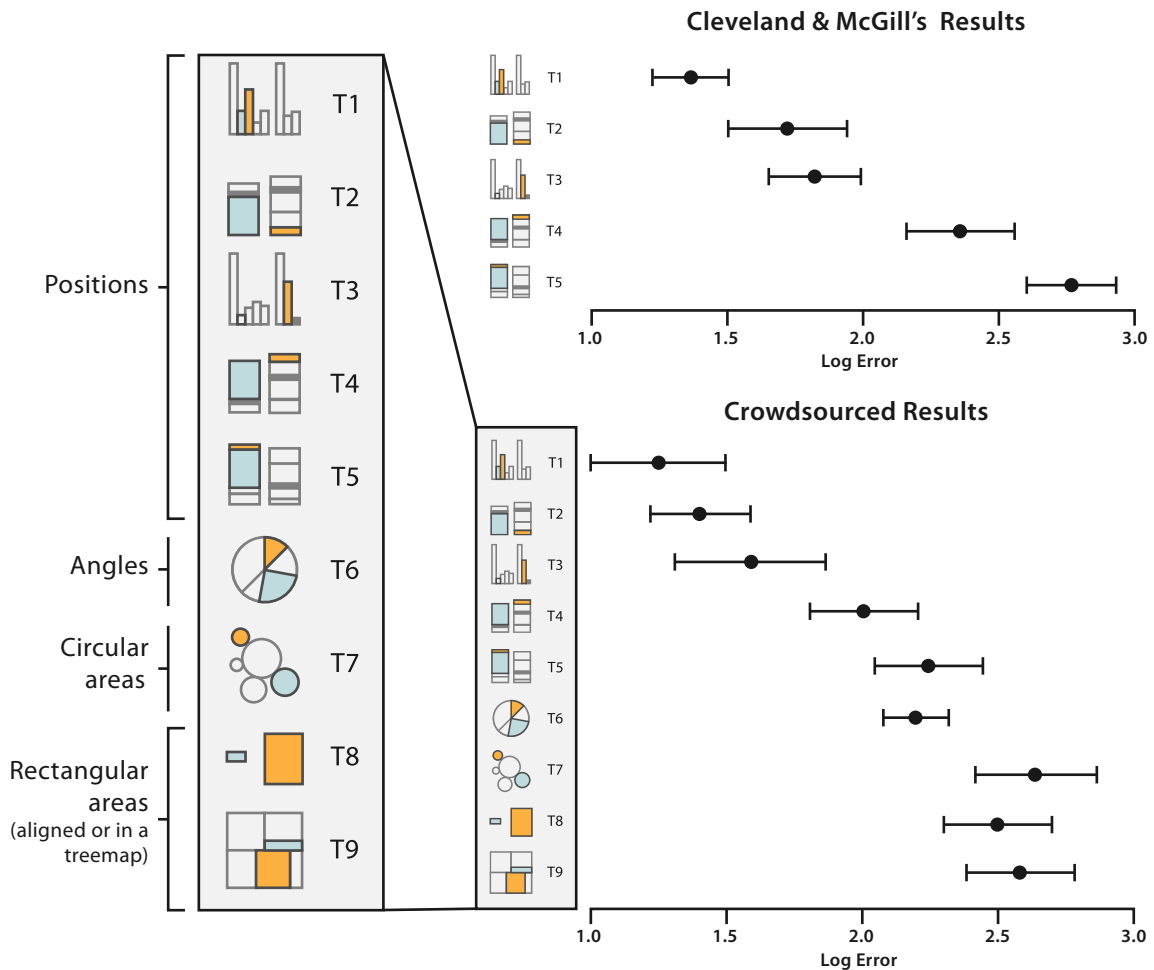 Cleveland & McGill's Results
Positions
Angles
Circular
areas
Rectangular
areas
(aligned or in a
treemap)
T1
T2
T3
T4
T5
T6
T7
T8
T9
T1
T2
T3
T4
T5
1.0 1.5 2.0 2.5 3.0
Log Error
Crowdsourced Results
T1
T2
T3
T4
T5
T6
T7
T8
T9
1.0 1.5 2.0 2.5 3.0
Log Error